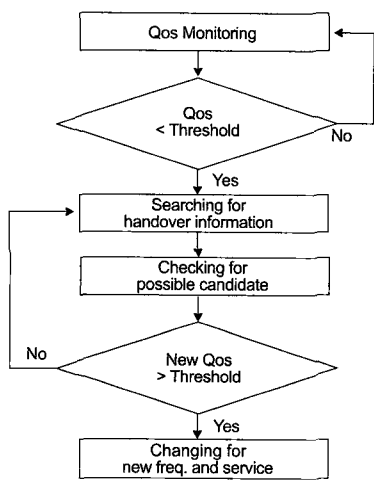 Qos Monitoring
Qos
< Threshold
No
Yes
Searching for
handover information
Checking for
possible candidate
No
New Qos
> Threshold
Yes
Changing for
new freq. and service